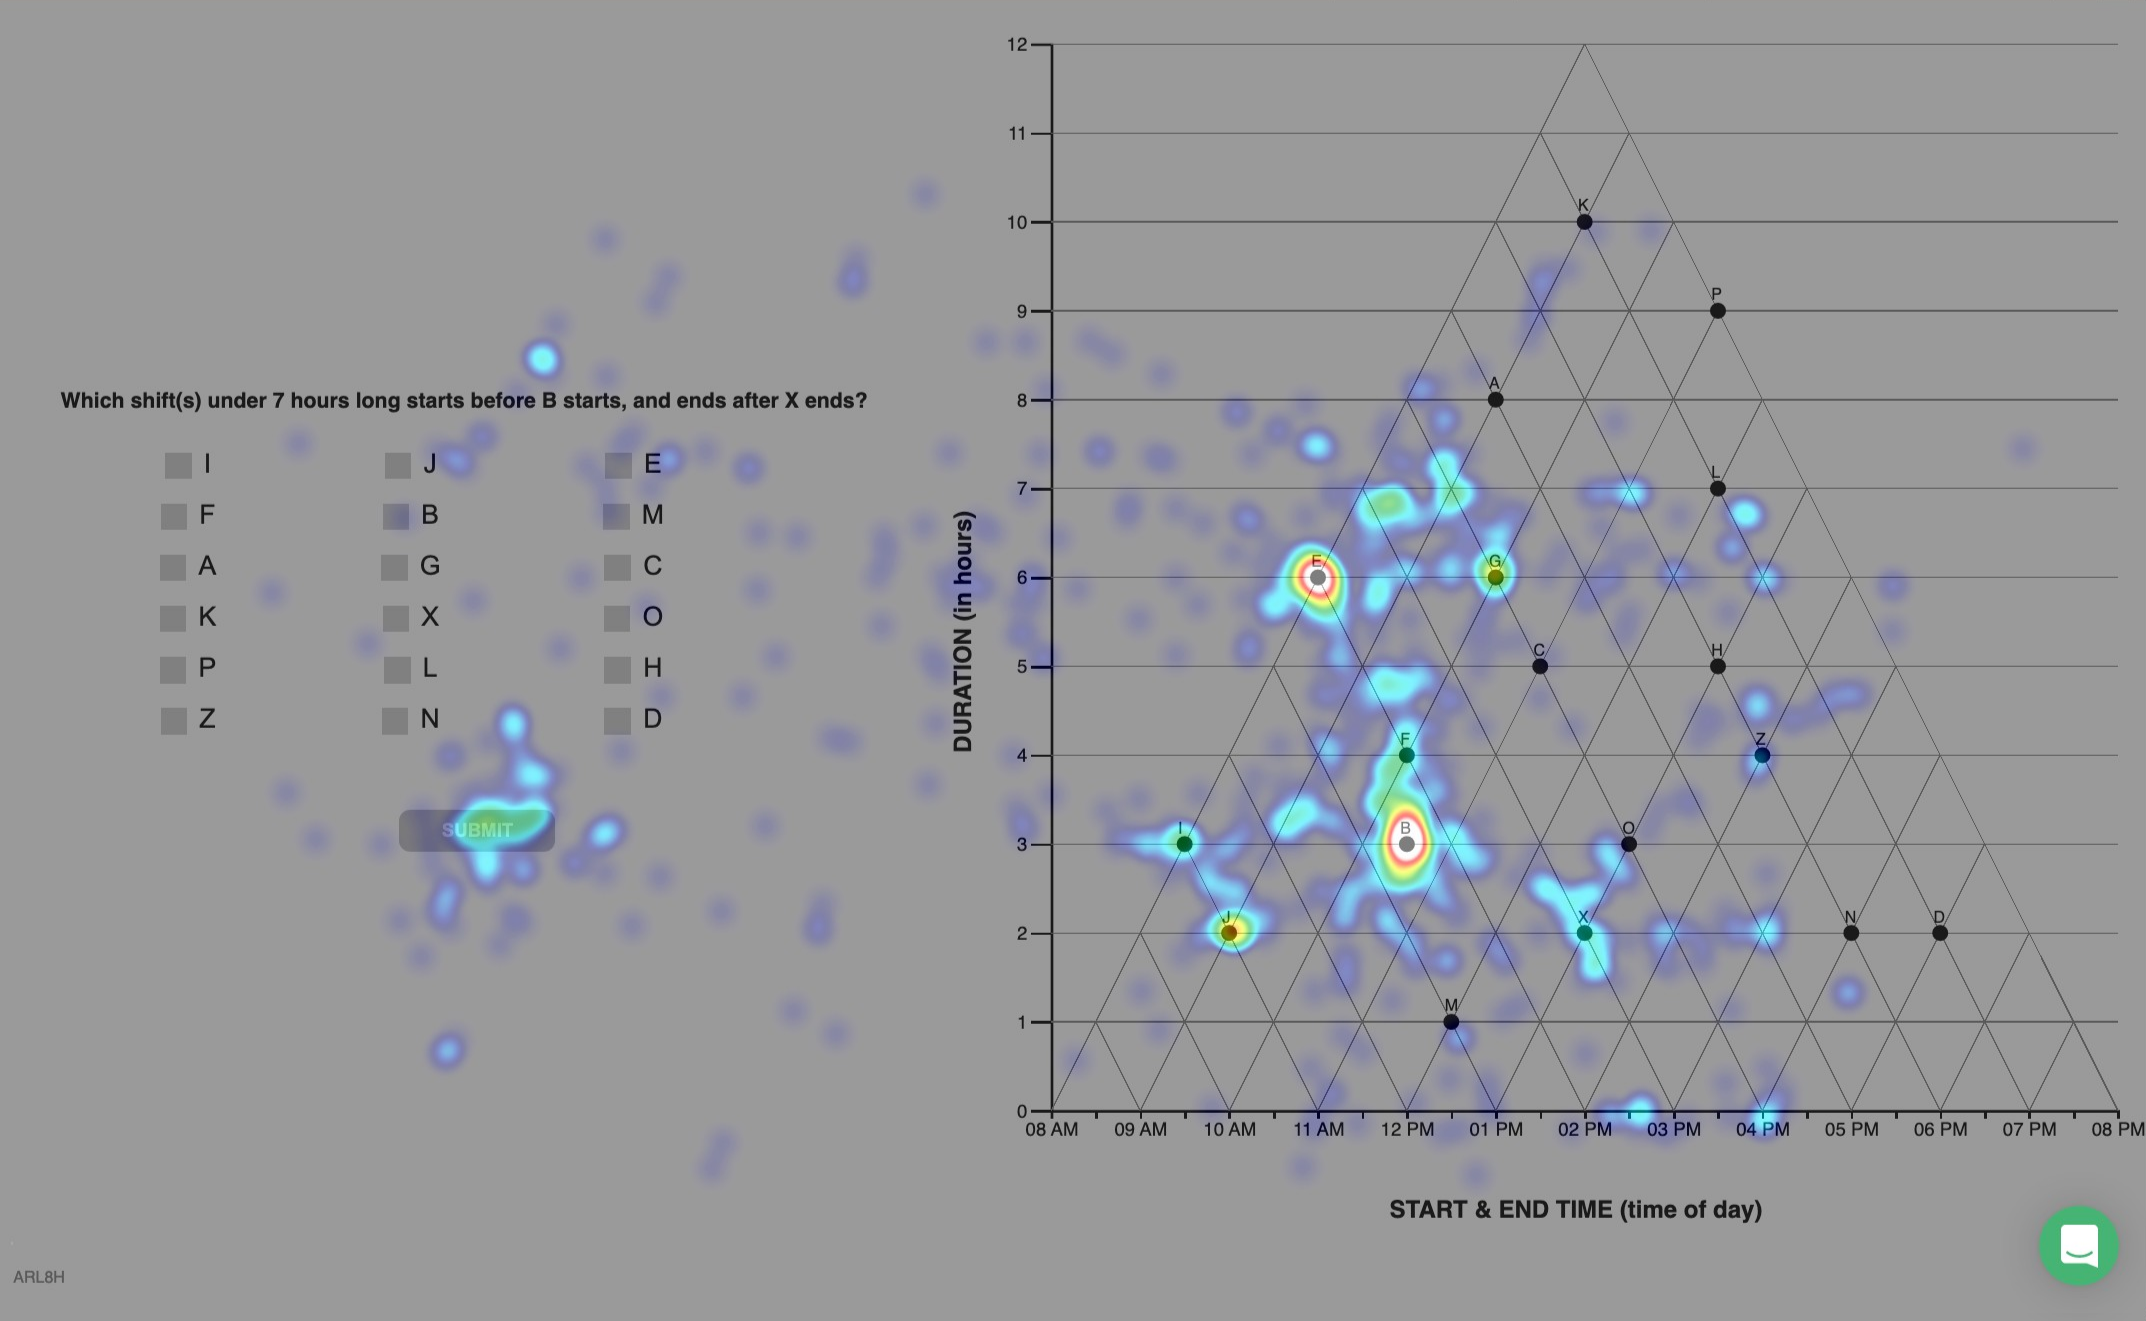 Which shift(s) under 7 hours long starts before B starts, and ends after X ends?
I J E
F B M
A G C
K X O
P L H
Z N D
SUBMIT
ARL8H
DURATION (in hours)
12
11
10
9
8
7
6
5
4
3
2
1
0
K
P
A
L
E G
C H
F Z
I B O
J X N D
M
08 AM 09 AM 10 AM 11 AM 12 PM 01 PM 02 PM 03 PM 04 PM 05 PM 06 PM 07 PM 08 PM
START & END TIME (time of day)